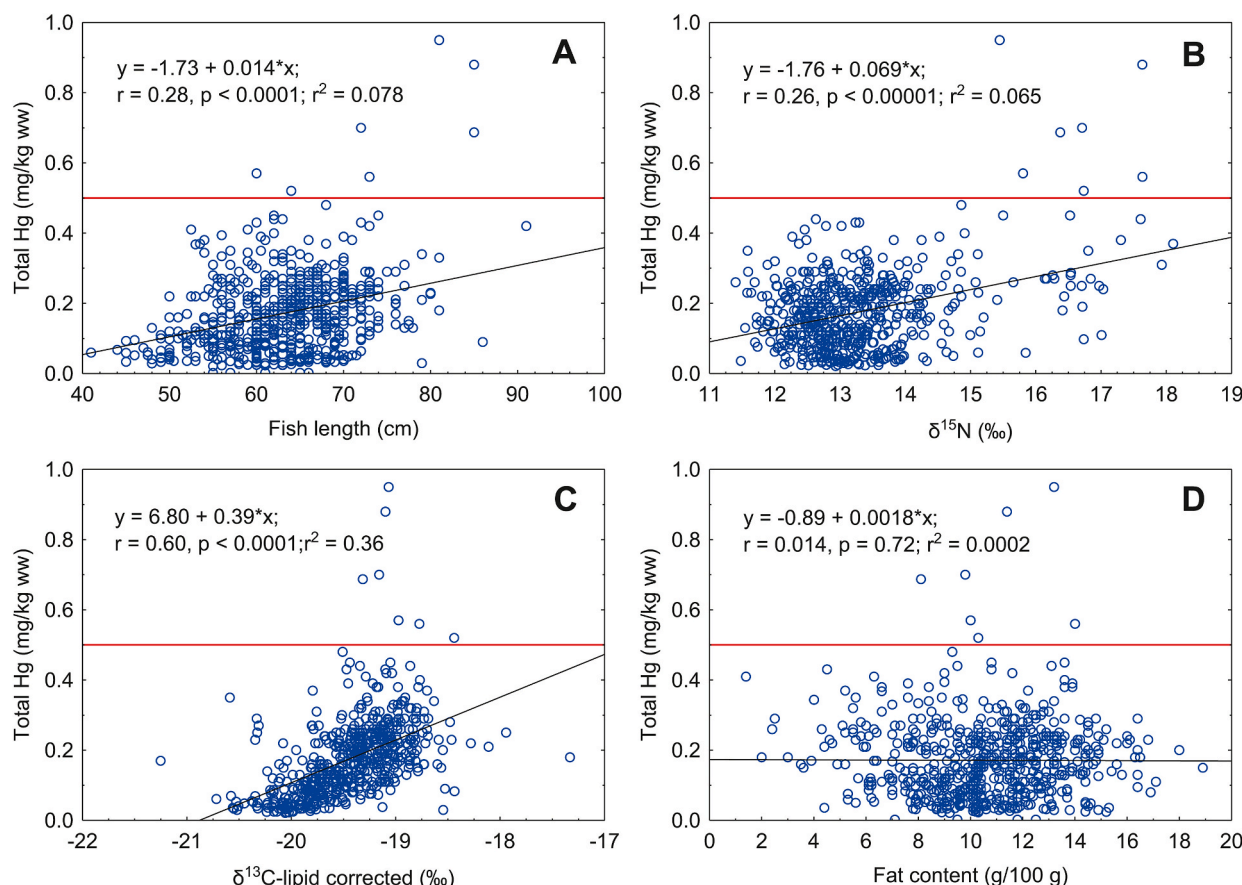 A
y = -1.73 + 0.014*x;
r = 0.28, p < 0.0001; r² = 0.078
Total Hg (mg/kg ww)
1.0
0.8
0.6
0.4
0.2
0.0
40 50 60 70 80 90 100
Fish length (cm)
B
y = -1.76 + 0.069*x;
r = 0.26, p < 0.00001; r² = 0.065
Total Hg (mg/kg ww)
1.0
0.8
0.6
0.4
0.2
0.0
11 12 13 14 15 16 17 18 19
δ¹⁵N (‰)
C
y = 6.80 + 0.39*x;
r = 0.60, p < 0.0001;r² = 0.36
Total Hg (mg/kg ww)
1.0
0.8
0.6
0.4
0.2
0.0
-22 -21 -20 -19 -18 -17
δ¹³C-lipid corrected (‰)
D
y = -0.89 + 0.0018*x;
r = 0.014, p = 0.72; r² = 0.0002
Total Hg (mg/kg ww)
1.0
0.8
0.6
0.4
0.2
0.0
0 2 4 6 8 10 12 14 16 18 20
Fat content (g/100 g)